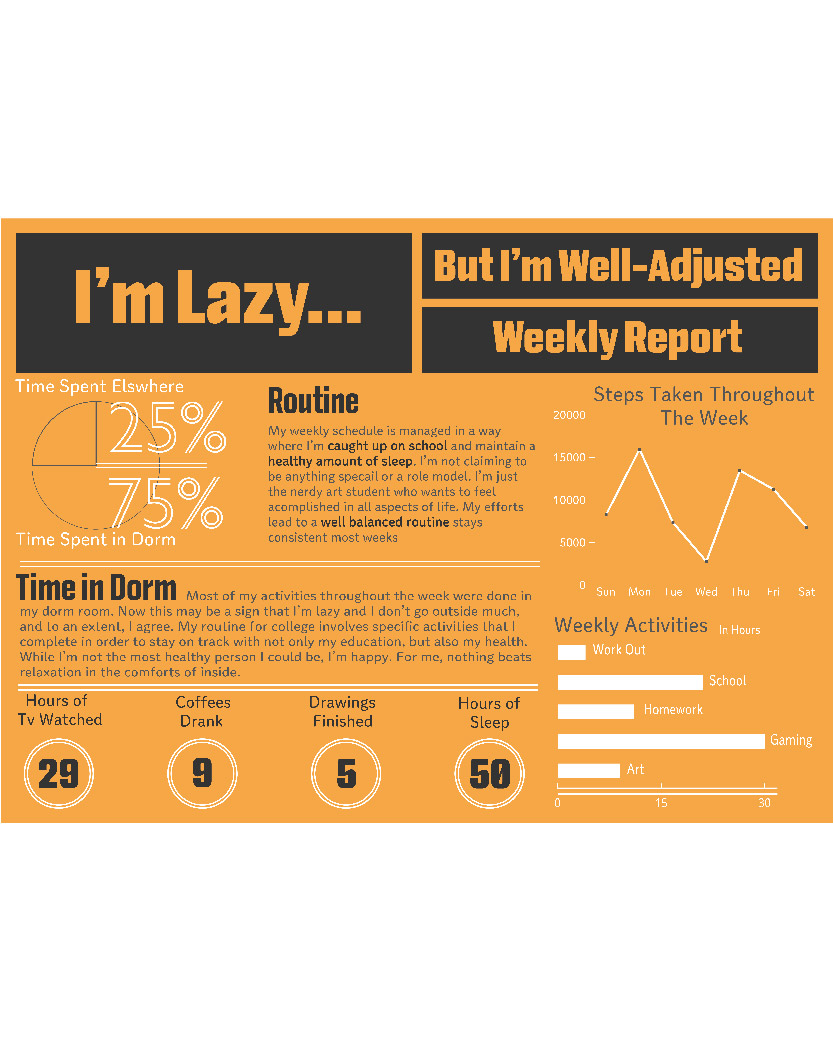 I'm Lazy...
But I'm Well-Adjusted
Weekly Report
Time Spent Elswhere
25%
75%
Time Spent in Dorm
Routine
My weekly schedule is managed in a way
where I'm caught up on school and maintain a
healthy amount of sleep. I'm not claiming to
be anything specail or a role model. I'm just
the nerdy art student who wants to feel
acomplished in all aspects of life. My efforts
lead to a well balanced routine stays
consistent most weeks
Steps Taken Throughout
The Week
20000
15000
10000
5000
0
Sun Mon Tue Wed Thu Fri Sat
Time in Dorm Most of my activities throughout the week were done in
my dorm room. Now this may be a sign that I'm lazy and I don't go outside much,
and to an extent, I agree. My routine for college involves specific activities that I
complete in order to stay on track with not only my education, but also my health.
While I'm not the most healthy person I could be, I'm happy. For me, nothing beats
relaxation in the comforts of inside.
Hours of
Tv Watched
29
Coffees
Drank
9
Drawings
Finished
5
Hours of
Sleep
50
Weekly Activities In Hours
Work Out
School
Homework
Gaming
Art
0 15 30